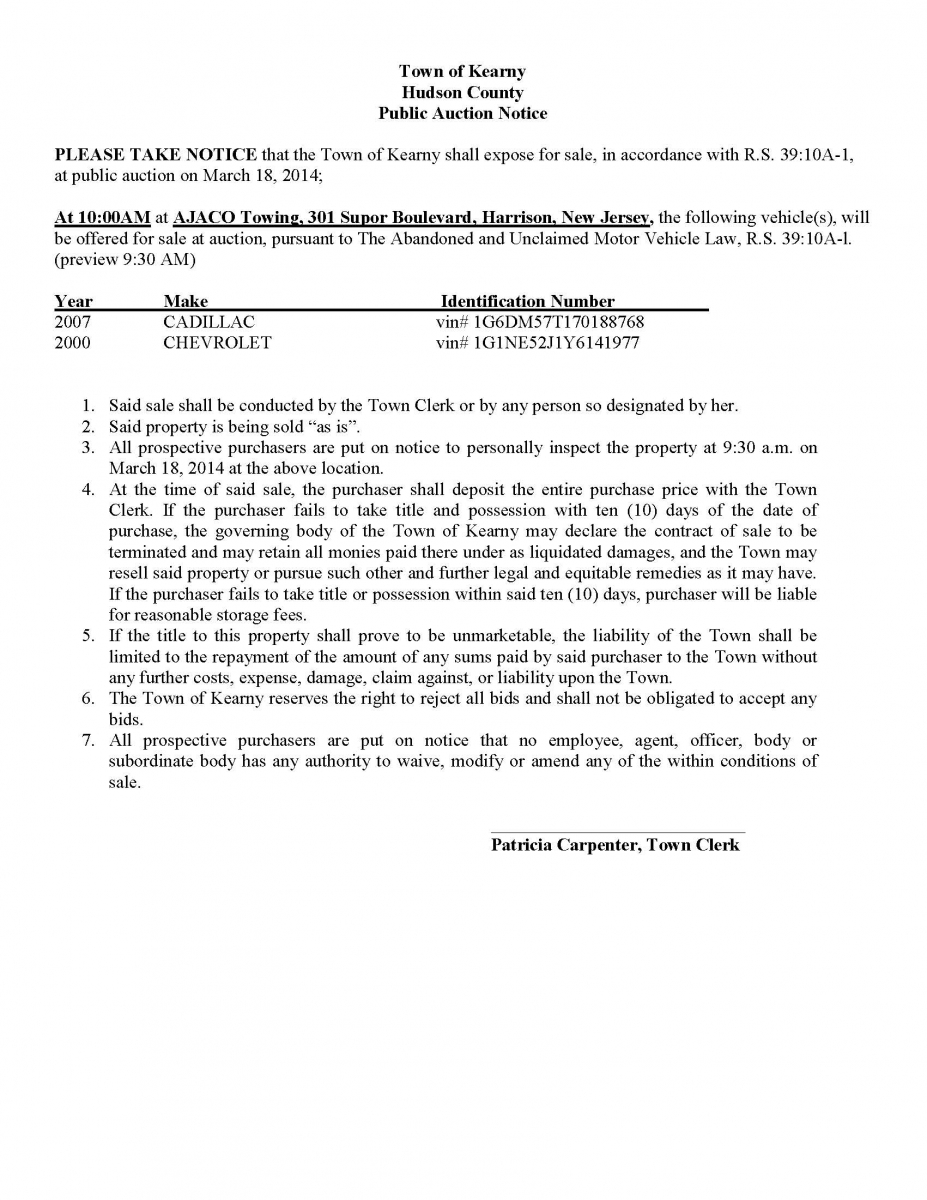 Town of Kearny
Hudson County
Public Auction Notice
PLEASE TAKE NOTICE that the Town of Kearny shall expose for sale, in accordance with R.S. 39:10A-1,
at public auction on March 18, 2014;
At 10:00AM at AJACO Towing, 301 Supor Boulevard, Harrison, New Jersey, the following vehicle(s), will
be offered for sale at auction, pursuant to The Abandoned and Unclaimed Motor Vehicle Law, R.S. 39:10A-l.
(preview 9:30 AM)
Year Make Identification Number
2007 CADILLAC vin# 1G6DM57T170188768
2000 CHEVROLET vin# 1G1NE52J1Y6141977
1. Said sale shall be conducted by the Town Clerk or by any person so designated by her.
2. Said property is being sold “as is”.
3. All prospective purchasers are put on notice to personally inspect the property at 9:30 a.m. on
March 18, 2014 at the above location.
4. At the time of said sale, the purchaser shall deposit the entire purchase price with the Town
Clerk. If the purchaser fails to take title and possession with ten (10) days of the date of
purchase, the governing body of the Town of Kearny may declare the contract of sale to be
terminated and may retain all monies paid there under as liquidated damages, and the Town may
resell said property or pursue such other and further legal and equitable remedies as it may have.
If the purchaser fails to take title or possession within said ten (10) days, purchaser will be liable
for reasonable storage fees.
5. If the title to this property shall prove to be unmarketable, the liability of the Town shall be
limited to the repayment of the amount of any sums paid by said purchaser to the Town without
any further costs, expense, damage, claim against, or liability upon the Town.
6. The Town of Kearny reserves the right to reject all bids and shall not be obligated to accept any
bids.
7. All prospective purchasers are put on notice that no employee, agent, officer, body or
subordinate body has any authority to waive, modify or amend any of the within conditions of
sale.
Patricia Carpenter, Town Clerk